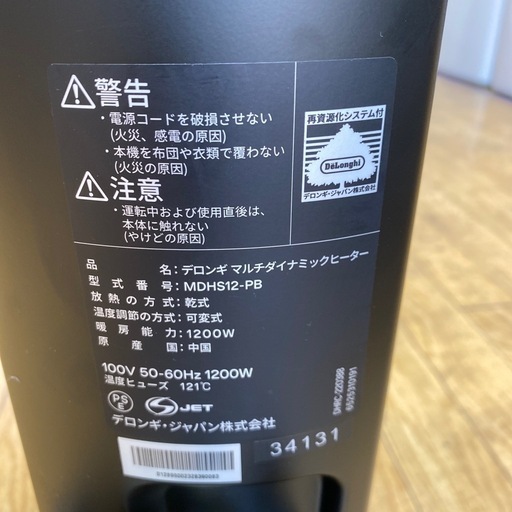 警告
・電源コードを破損させない
(火災、感電の原因)
・本機を布団や衣類で覆わない
(火災の原因)
注意
・運転中および使用直後は、
本体に触れない
(やけどの原因)
再資源化システム付
DeLonghi
デロンギ・ジャパン株式会社
品名：デロンギ マルチダイナミックヒーター
型式番号：MDHS12-PB
放熱の方式：乾式
温度調節の方式：可変式
暖房能力：1200W
原産国：中国
100V 50-60Hz 1200W
温度ヒューズ 121℃
PSE
S JET
デロンギ・ジャパン株式会社
34131